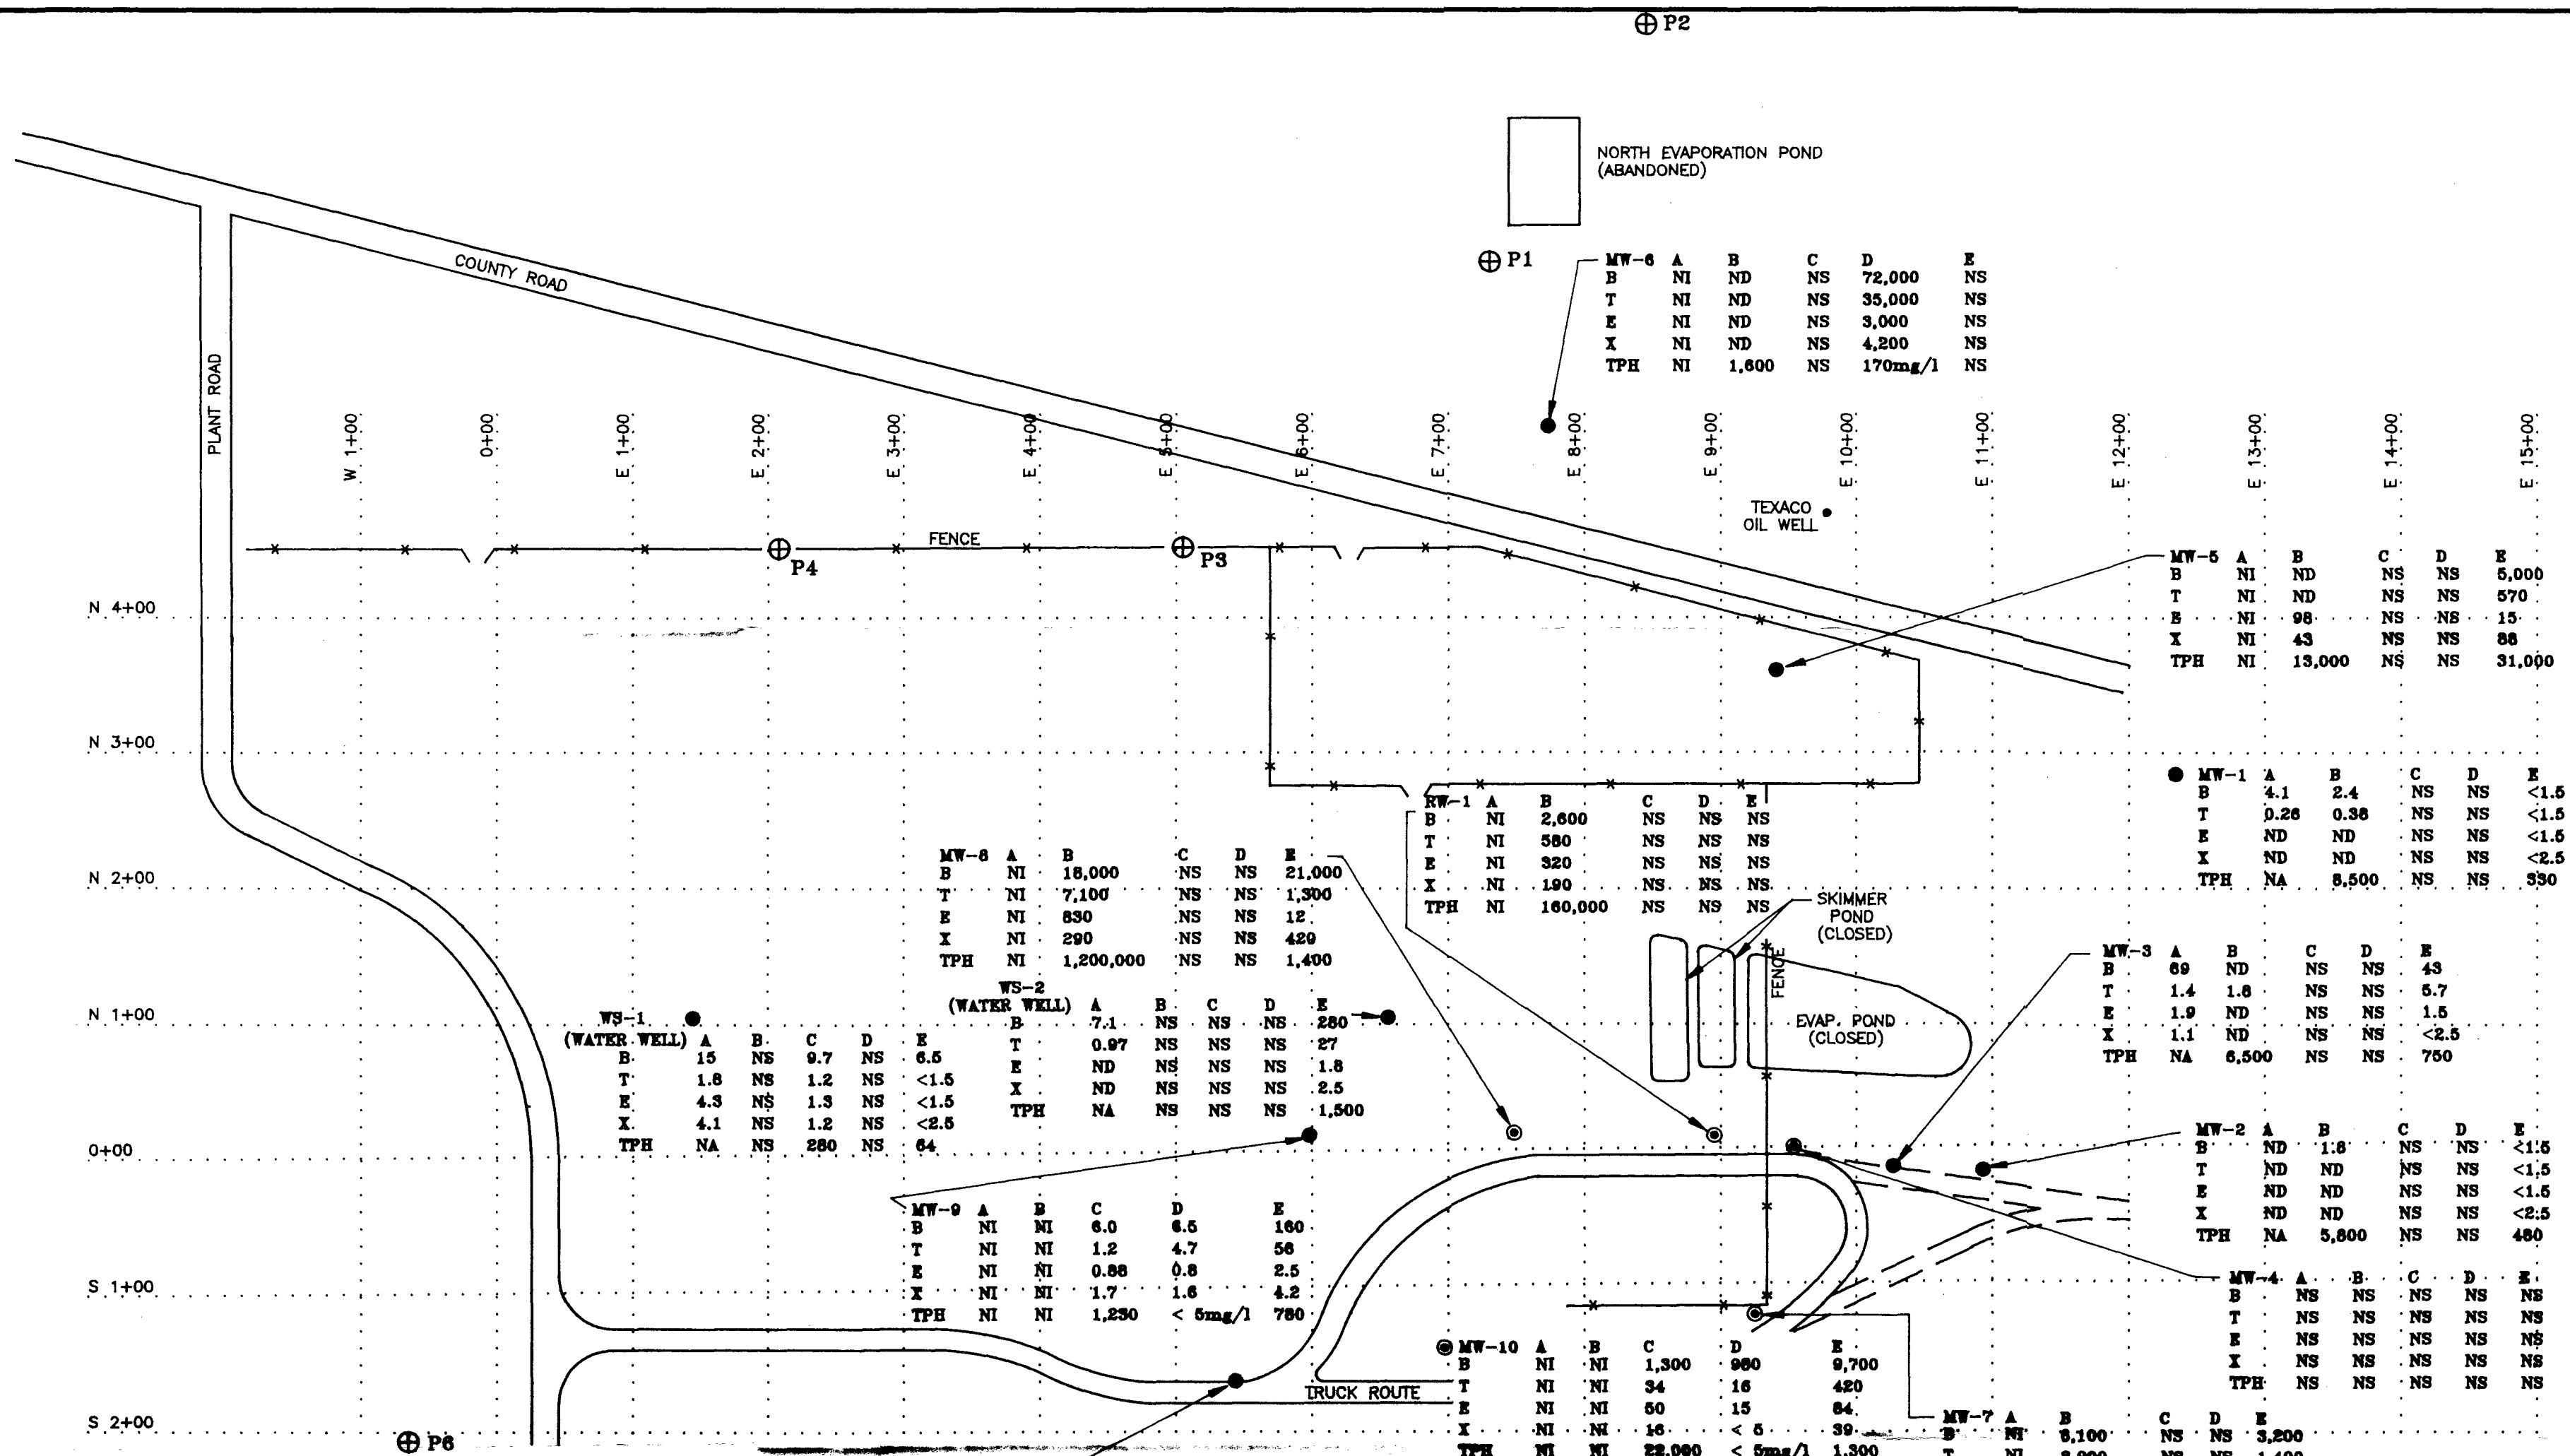 P2
NORTH EVAPORATION POND
(ABANDONED)
P1
MW-6 A B C D E
B NI ND NS 72,000 NS
T NI ND NS 35,000 NS
E NI ND NS 3,000 NS
X NI ND NS 4,200 NS
TPH NI 1,600 NS 170mg/l NS
COUNTY ROAD
PLANT ROAD
W 1+00
0+00
E 1+00
E 2+00
E 3+00
E 4+00
E 5+00
E 6+00
E 7+00
E 8+00
E 9+00
E 10+00
E 11+00
E 12+00
E 13+00
E 14+00
E 15+00
TEXACO
OIL WELL
FENCE
P4
P3
MW-5 A B C D E
B NI ND NS NS 5,000
T NI ND NS NS 570
E NI 98 NS NS 15
X NI 43 NS NS 88
TPH NI 13,000 NS NS 31,000
N 4+00
N 3+00
MW-1 A B C D E
B 4.1 2.4 NS NS <1.5
T 0.26 0.36 NS NS <1.5
E ND ND NS NS <1.5
X ND ND NS NS <2.5
TPH NA 8,500 NS NS 330
RW-1 A B C D E
B NI 2,600 NS NS NS
T NI 580 NS NS NS
E NI 320 NS NS NS
X NI 190 NS NS NS
TPH NI 160,000 NS NS NS
MW-8 A B C D E
B NI 18,000 NS NS 21,000
T NI 7,100 NS NS 1,300
E NI 830 NS NS 12
X NI 290 NS NS 420
TPH NI 1,200,000 NS NS 1,400
N 2+00
SKIMMER
POND
(CLOSED)
FENCE
EVAP. POND
(CLOSED)
MW-3 A B C D E
B 69 ND NS NS 43
T 1.4 1.8 NS NS 5.7
E 1.9 ND NS NS 1.5
X 1.1 ND NS NS <2.5
TPH NA 6,500 NS NS 750
WS-2
(WATER WELL) A B C D E
B 7.1 NS NS NS 280
T 0.97 NS NS NS 27
E ND NS NS NS 1.8
X ND NS NS NS 2.5
TPH NA NS NS NS 1,500
N 1+00
WS-1
(WATER WELL) A B C D E
B 15 NS 9.7 NS 6.5
T 1.8 NS 1.2 NS <1.5
E 4.3 NS 1.3 NS <1.5
X 4.1 NS 1.2 NS <2.5
TPH NA NS 280 NS 64
0+00
MW-2 A B C D E
B ND 1.8 NS NS <1.5
T ND ND NS NS <1.5
E ND ND NS NS <1.5
X ND ND NS NS <2.5
TPH NA 5,800 NS NS 480
MW-9 A B C D E
B NI NI 6.0 6.5 160
T NI NI 1.2 4.7 56
E NI NI 0.88 0.8 2.5
X NI NI 1.7 1.6 4.2
TPH NI NI 1,230 < 5mg/l 780
S 1+00
MW-4 A B C D E
B NS NS NS NS NS
T NS NS NS NS NS
E NS NS NS NS NS
X NS NS NS NS NS
TPH NS NS NS NS NS
MW-10 A B C D E
B NI NI 1,300 980 9,700
T NI NI 34 16 420
E NI NI 50 15 84
X NI NI 16 < 5 39
TPH NI NI 22,000 < 5mg/l 1,300
TRUCK ROUTE
S 2+00
P6
MW-7 A B C D E
B NI 8,100 NS NS 3,200
T NI NS NS 1,400